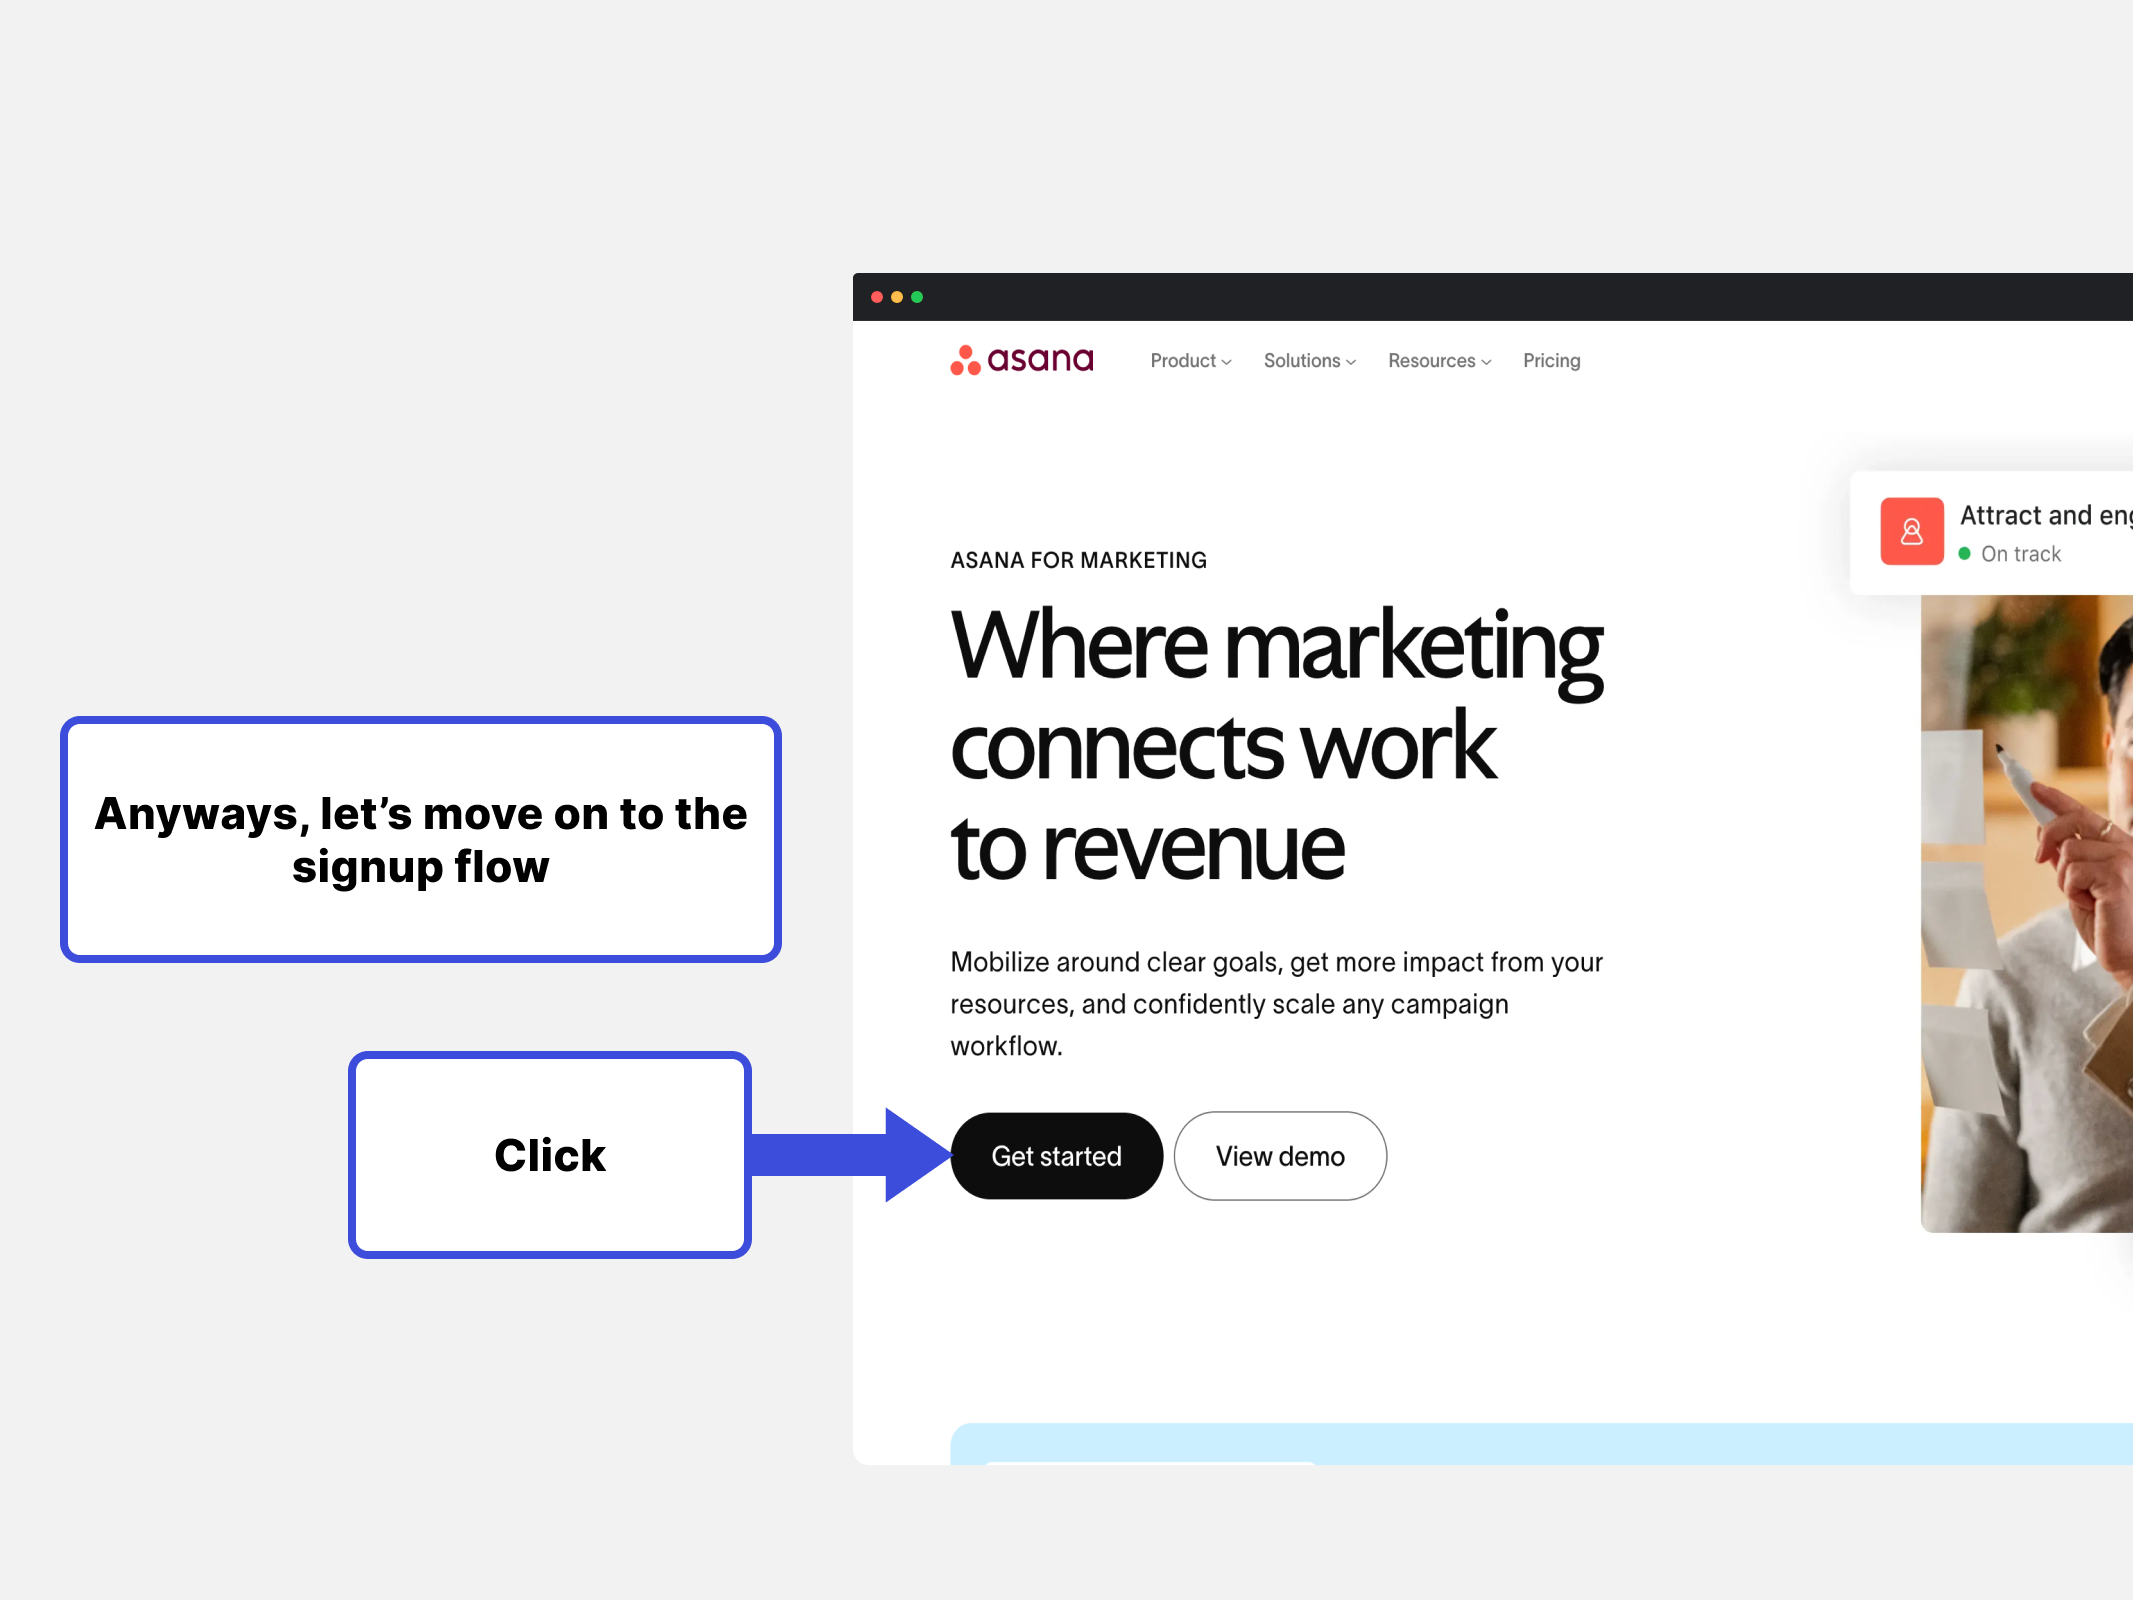 asana
Product
Solutions
Resources
Pricing
Attract and eng
On track
ASANA FOR MARKETING
Where marketing
connects work
to revenue
Anyways, let’s move on to the
signup flow
Mobilize around clear goals, get more impact from your
resources, and confidently scale any campaign
workflow.
Click
Get started
View demo